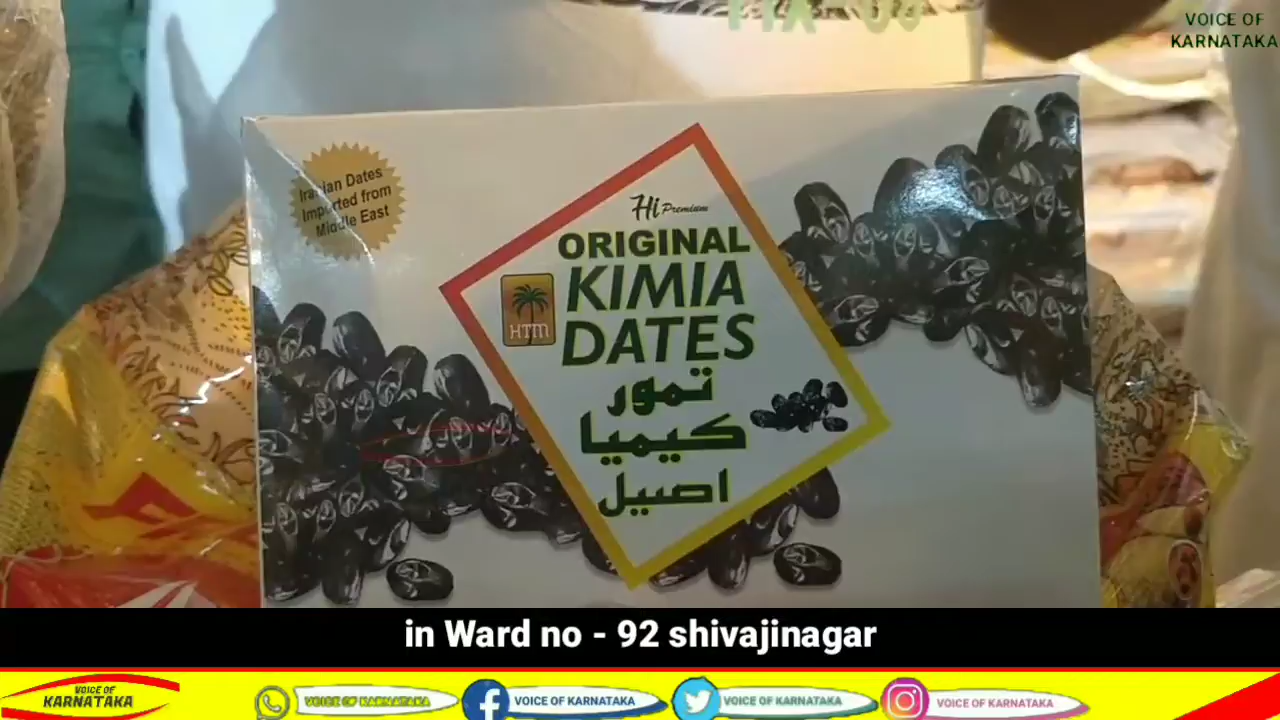 VOICE OF
KARNATAKA
Iranian Dates
Imported from
Middle East
Hi Premium
ORIGINAL
KIMIA
DATES
HTM
تمور
كيميا
اصيل
in Ward no - 92 shivajinagar
VOICE OF
KARNATAKA
VOICE OF KARNATAKA
VOICE OF KARNATAKA
VOICE OF KARNATAKA
VOICE OF KARNATAKA